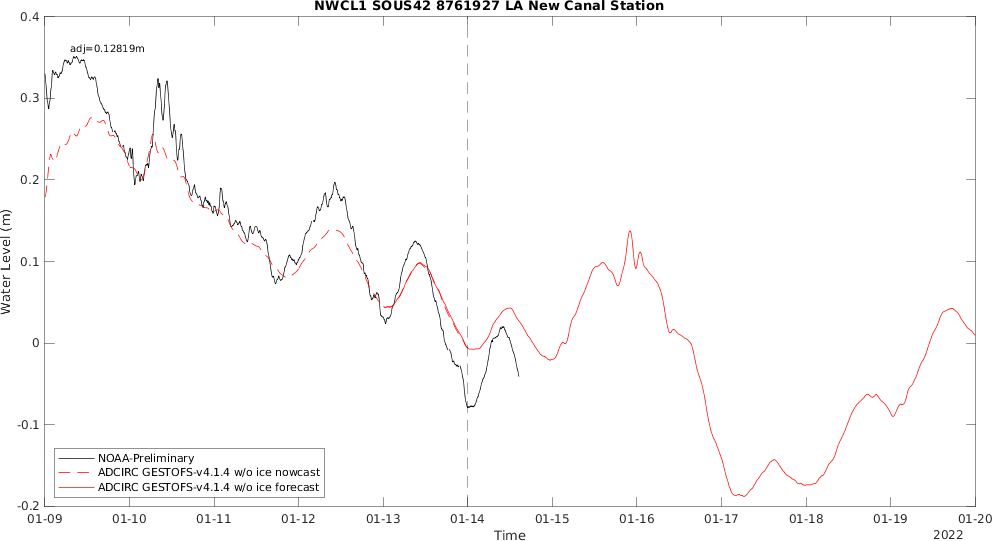 NWCL1 SOUS42 8761927 LA New Canal Station
adj=0.12819m
0.4
0.3
0.2
0.1
0
-0.1
-0.2
Water Level (m)
NOAA-Preliminary
ADCIRC GESTOFS-v4.1.4 w/o ice nowcast
ADCIRC GESTOFS-v4.1.4 w/o ice forecast
01-09 01-10 01-11 01-12 01-13 01-14 01-15 01-16 01-17 01-18 01-19 01-20
Time
2022